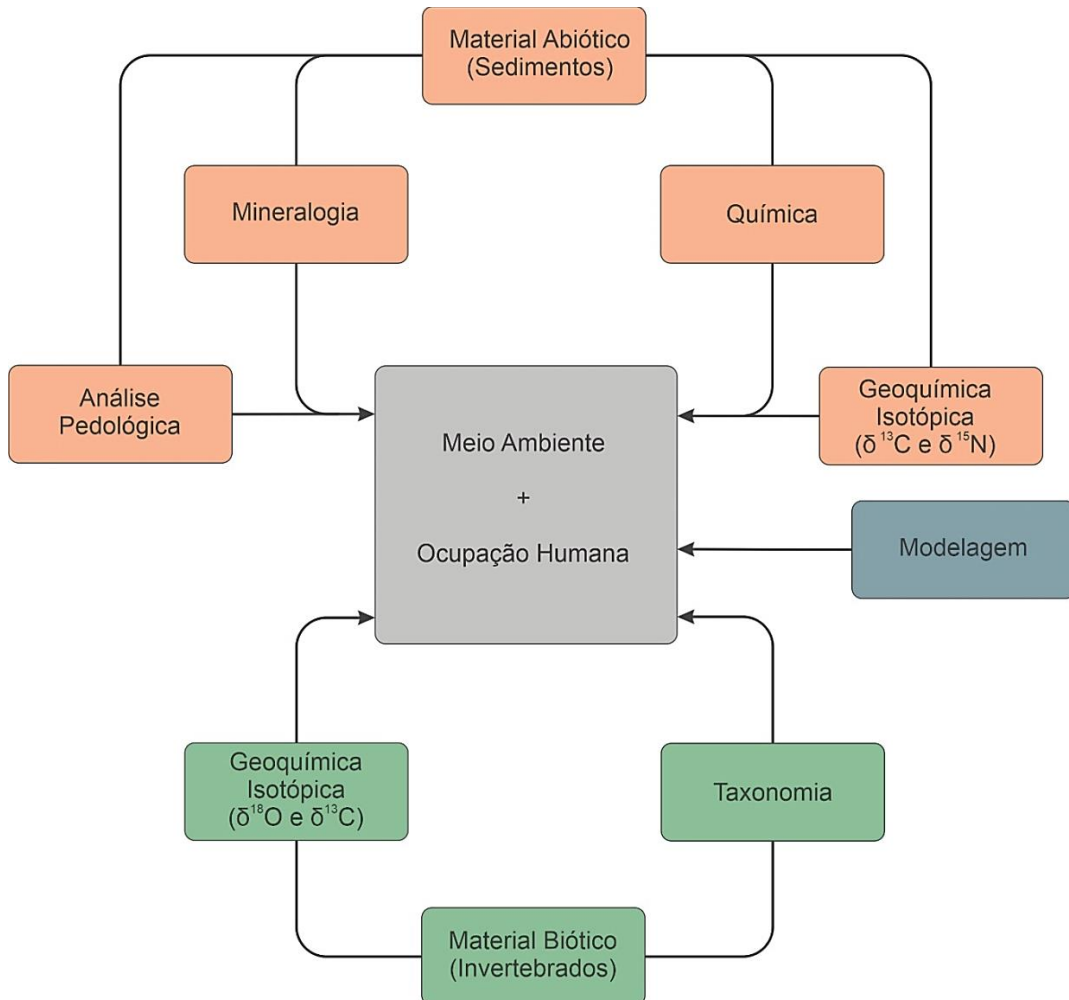 Material Abiótico
(Sedimentos)
Mineralogia
Química
Análise
Pedológica
Meio Ambiente
+
Ocupação Humana
Geoquímica
Isotópica
(δ¹³C e δ¹⁵N)
Modelagem
Geoquímica
Isotópica
(δ¹⁸O e δ¹³C)
Taxonomia
Material Biótico
(Invertebrados)